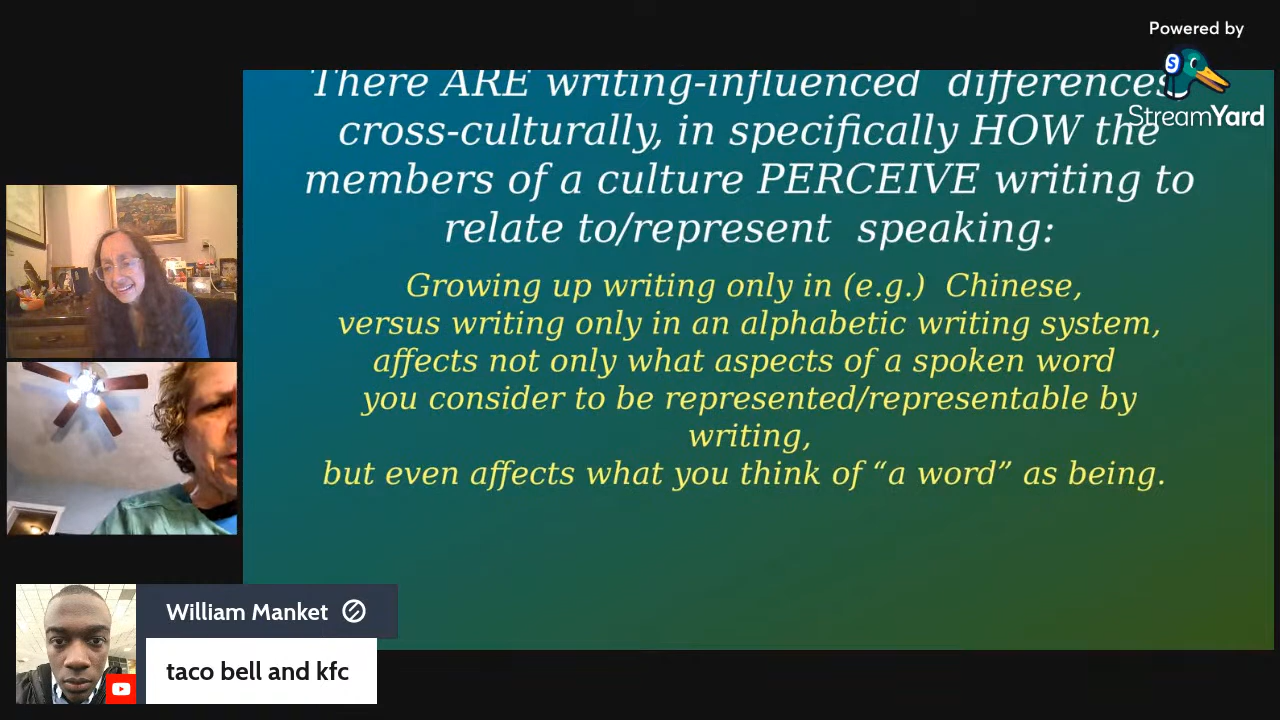 Powered by
StreamYard
There ARE writing-influenced differences,
cross-culturally, in specifically HOW the
members of a culture PERCEIVE writing to
relate to/represent speaking:
Growing up writing only in (e.g.) Chinese,
versus writing only in an alphabetic writing system,
affects not only what aspects of a spoken word
you consider to be represented/representable by
writing,
but even affects what you think of “a word” as being.
William Manket
taco bell and kfc